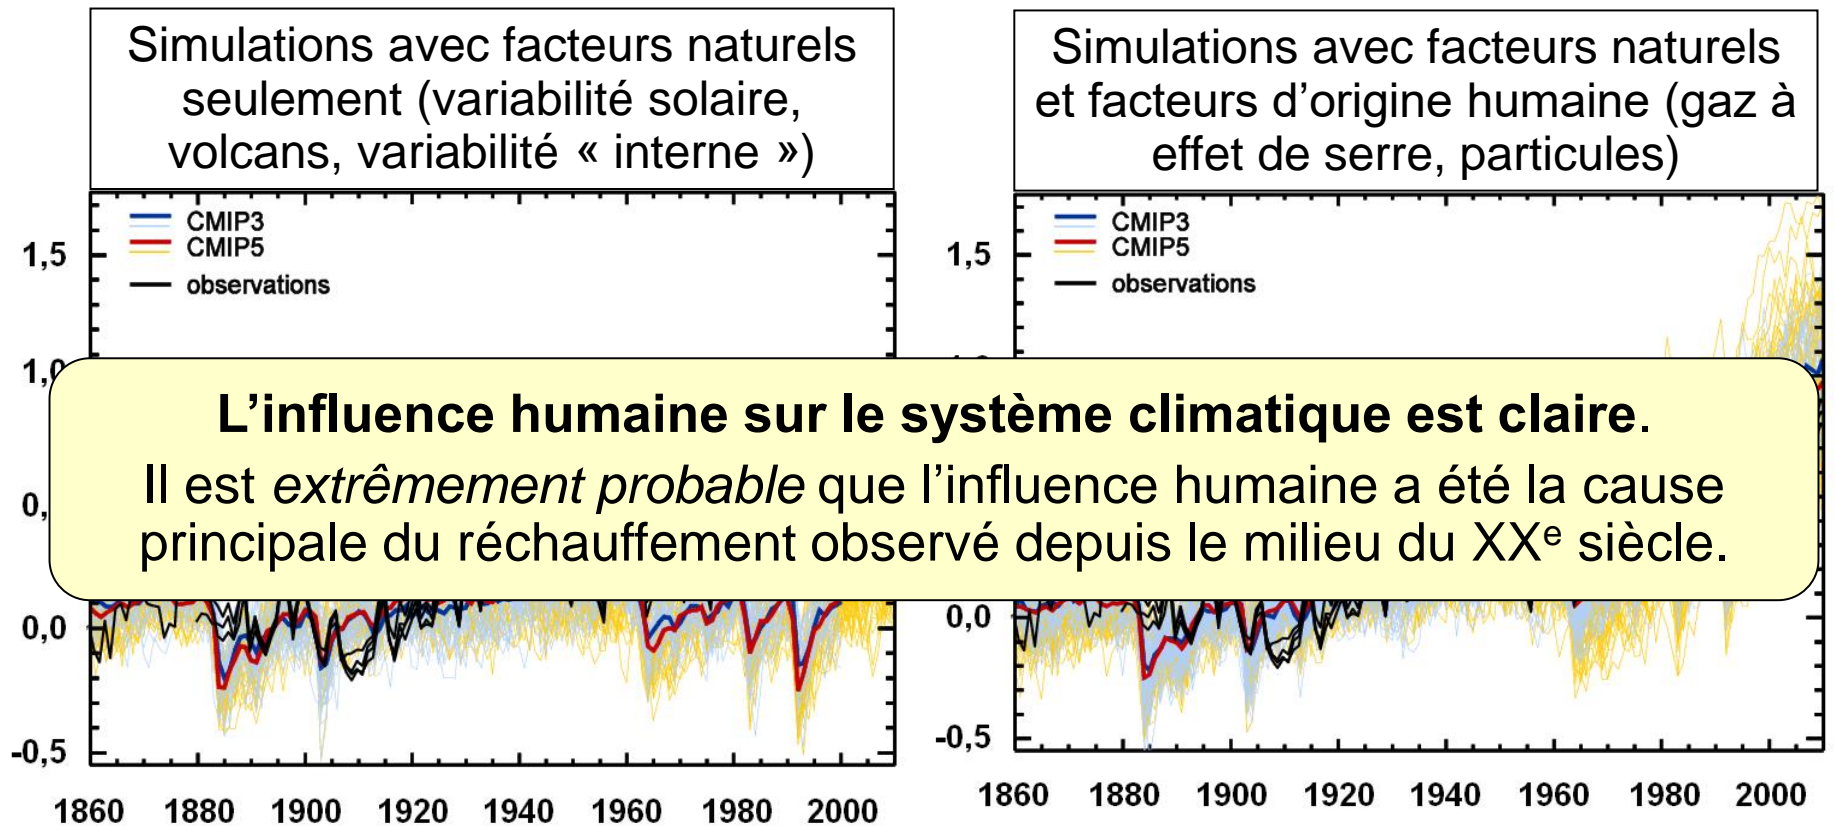 Simulations avec facteurs naturels
seulement (variabilité solaire,
volcans, variabilité « interne »)
CMIP3
CMIP5
observations
1,5
1,0
0,
0,0
-0,5
1860 1880 1900 1920 1940 1960 1980 2000
Simulations avec facteurs naturels
et facteurs d’origine humaine (gaz à
effet de serre, particules)
CMIP3
CMIP5
observations
1,5
0,0
-0,5
1860 1880 1900 1920 1940 1960 1980 2000
L’influence humaine sur le système climatique est claire.
Il est extrêmement probable que l’influence humaine a été la cause
principale du réchauffement observé depuis le milieu du XXe siècle.